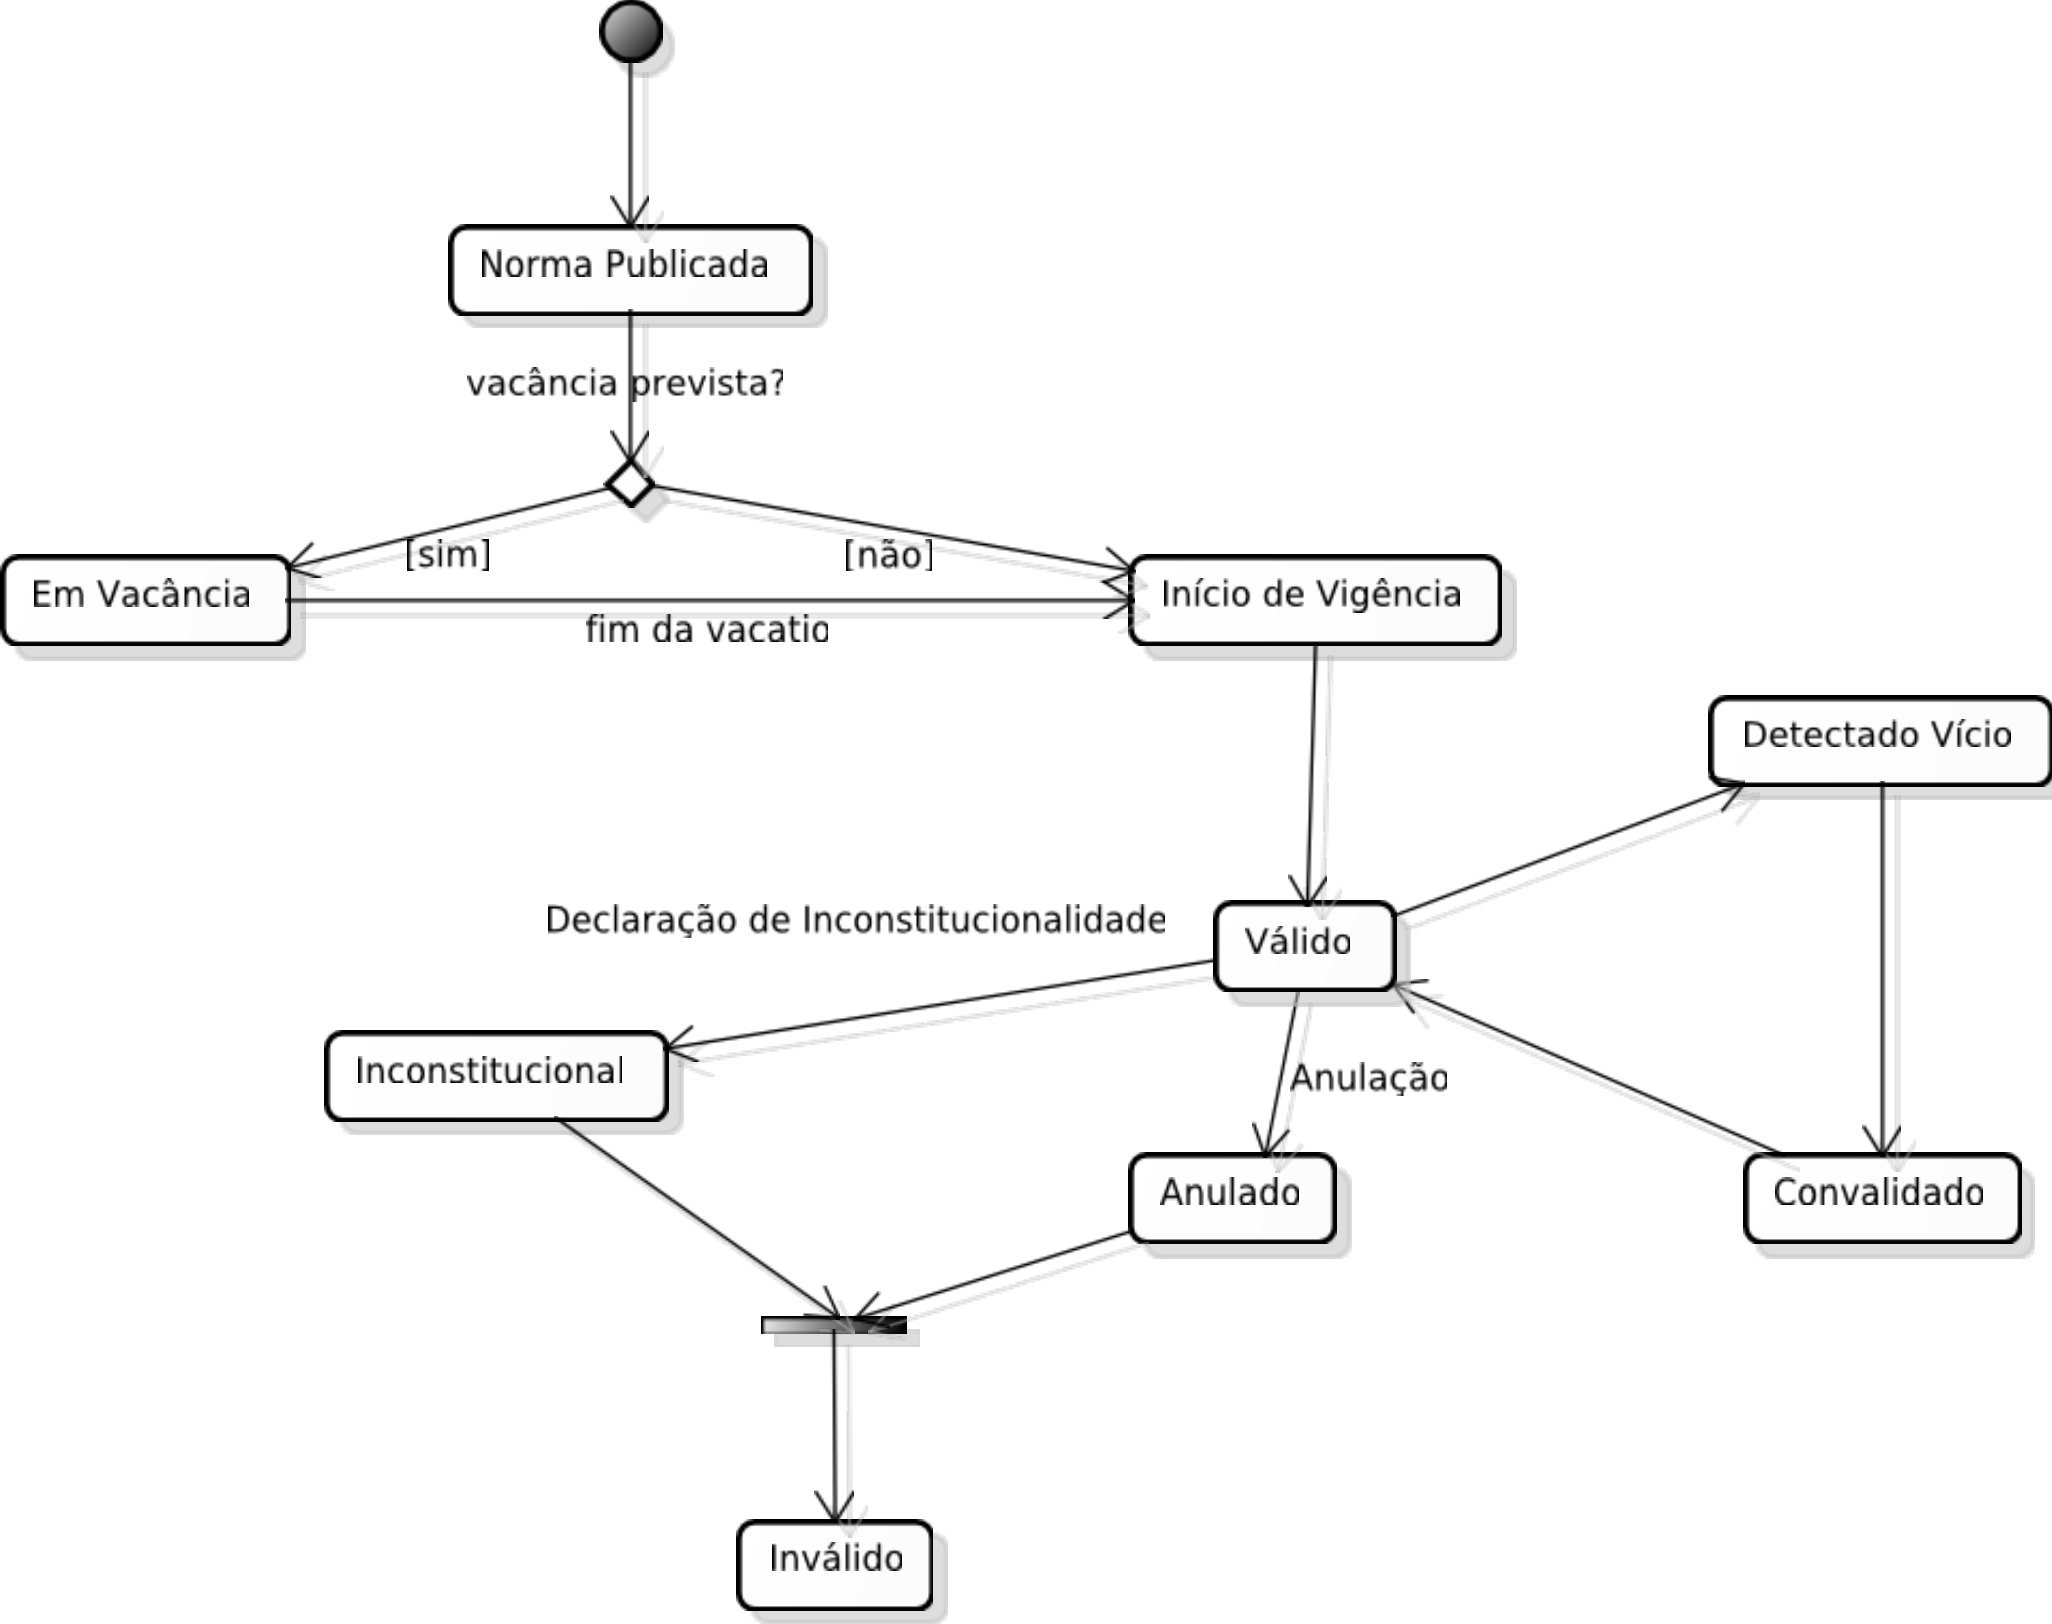 Norma Publicada
vacância prevista?
[sim]
[não]
Em Vacância
Início de Vigência
fim da vacatio
Detectado Vício
Declaração de Inconstitucionalidade
Válido
Inconstitucional
Anulação
Anulado
Convalidado
Inválido